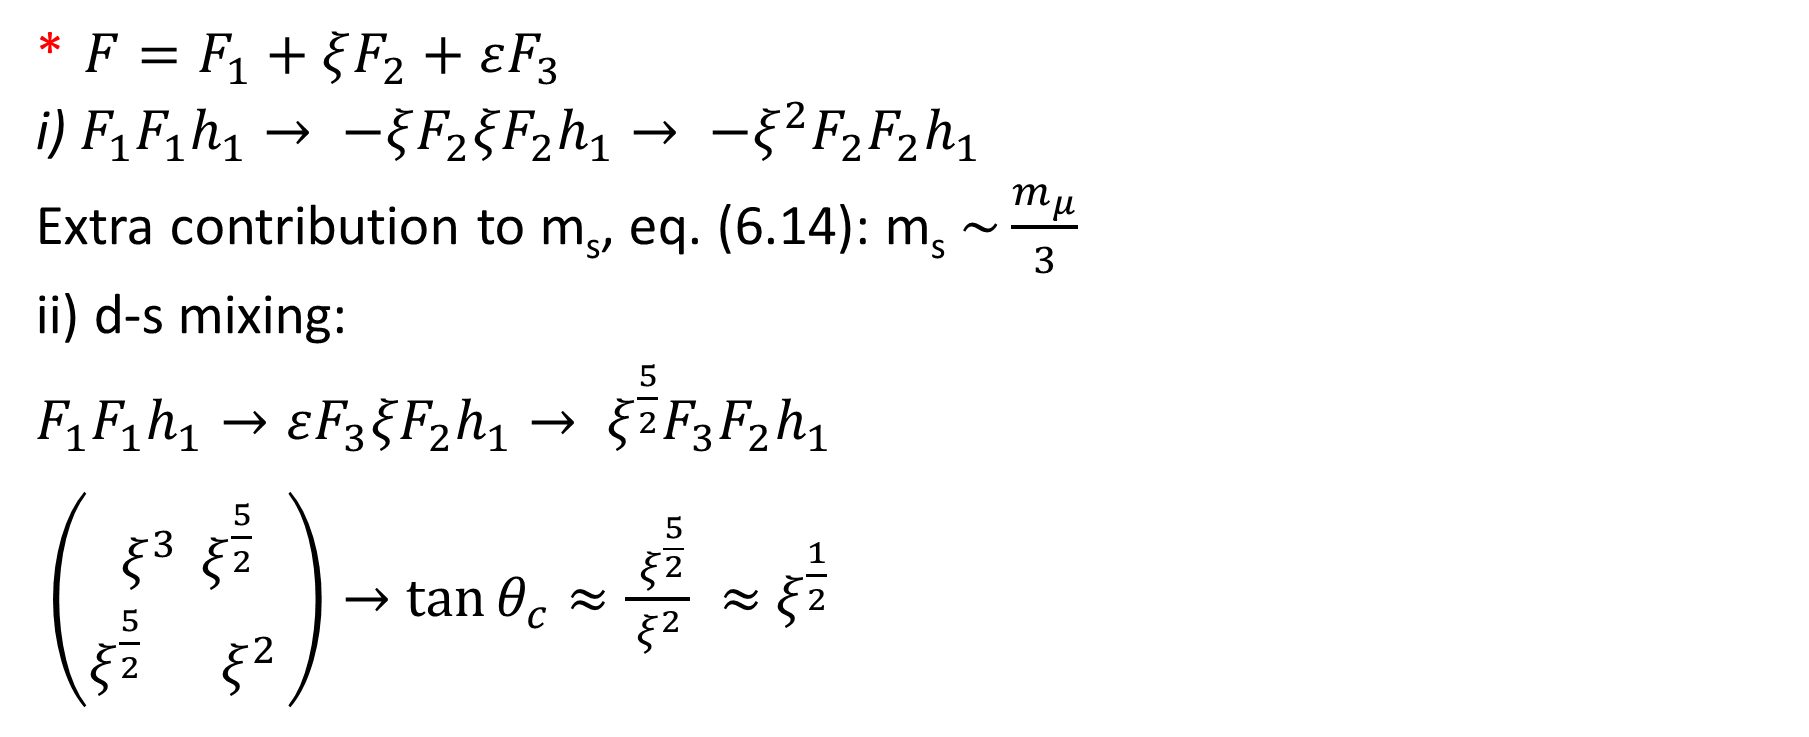 * F = F₁ + ξF₂ + εF₃
i) F₁F₁h₁ → −ξF₂ξF₂h₁ → −ξ²F₂F₂h₁
Extra contribution to mₛ, eq. (6.14): mₛ ~ m_μ/3
ii) d-s mixing:
F₁F₁h₁ → εF₃ξF₂h₁ → ξ^(5/2)F₃F₂h₁
( ξ³ ξ^(5/2) ; ξ^(5/2) ξ² ) → tan θ_c ≈ ξ^(5/2)/ξ² ≈ ξ^(1/2)